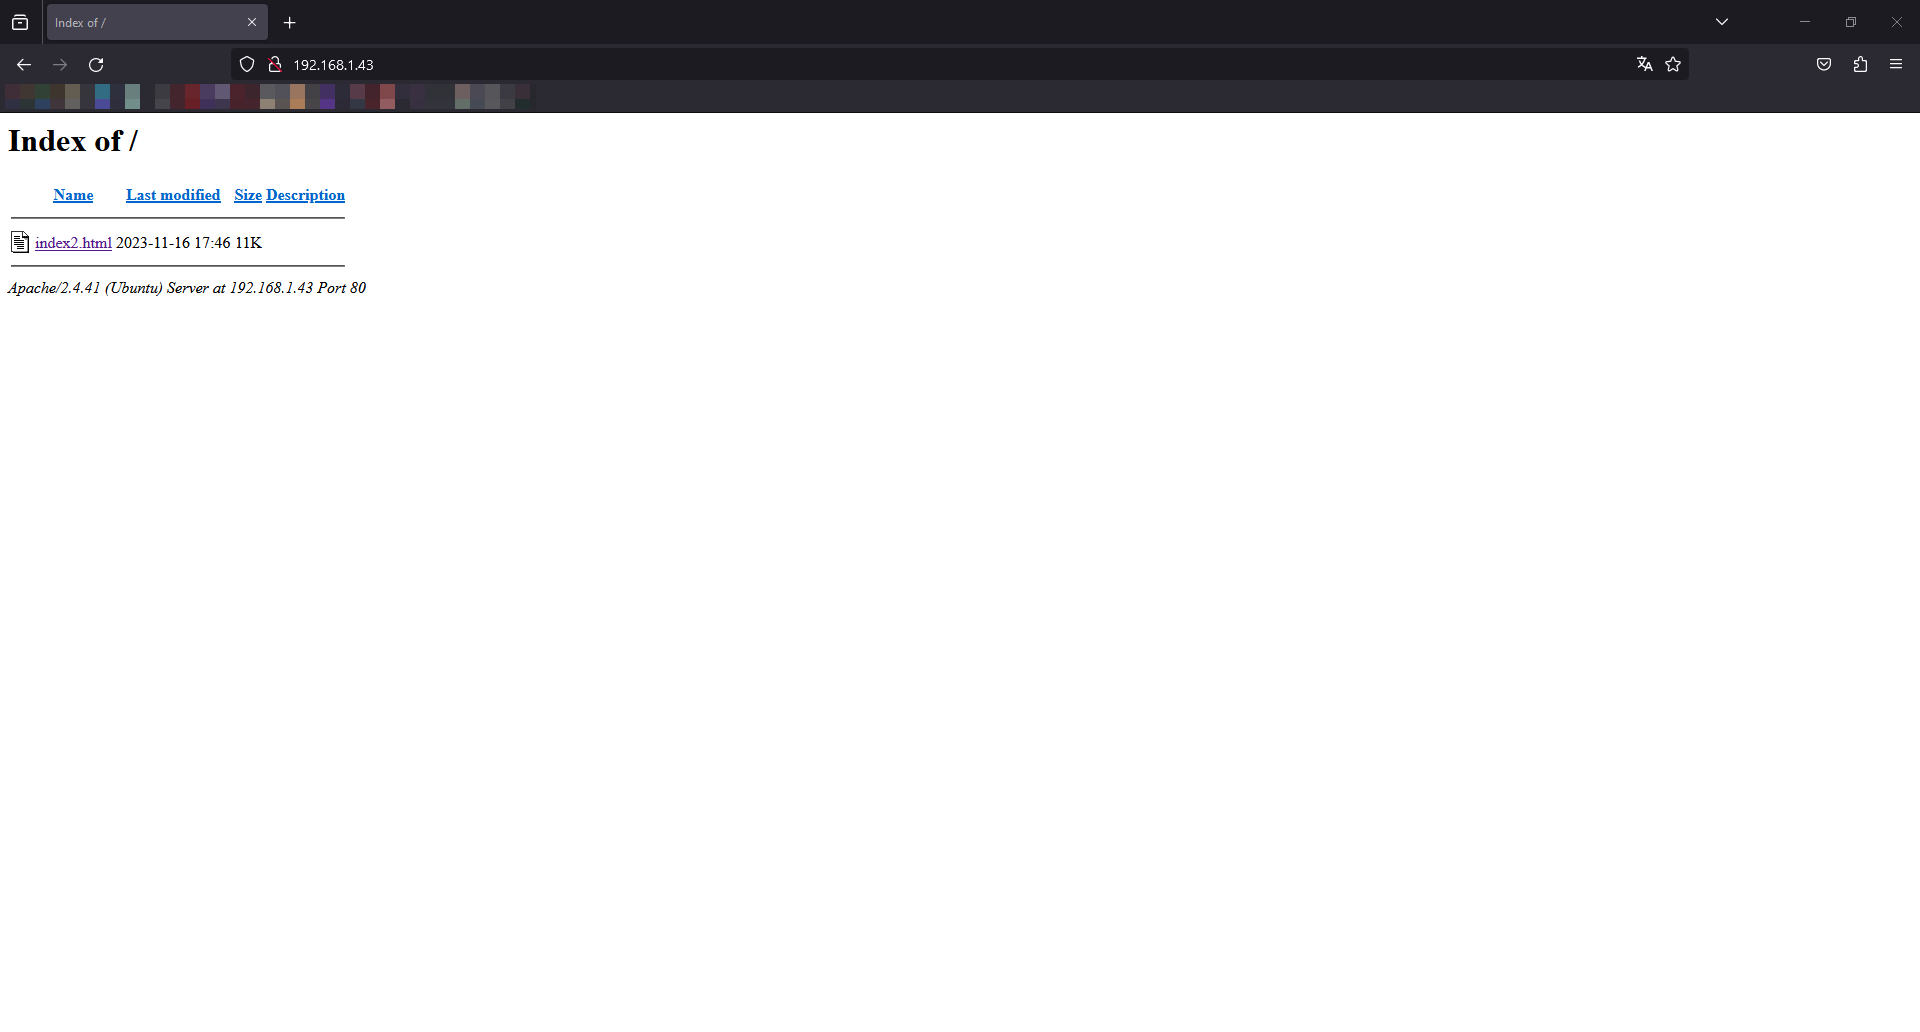 Index of /
192.168.1.43
Index of /
Name Last modified Size Description
index2.html 2023-11-16 17:46 11K
Apache/2.4.41 (Ubuntu) Server at 192.168.1.43 Port 80